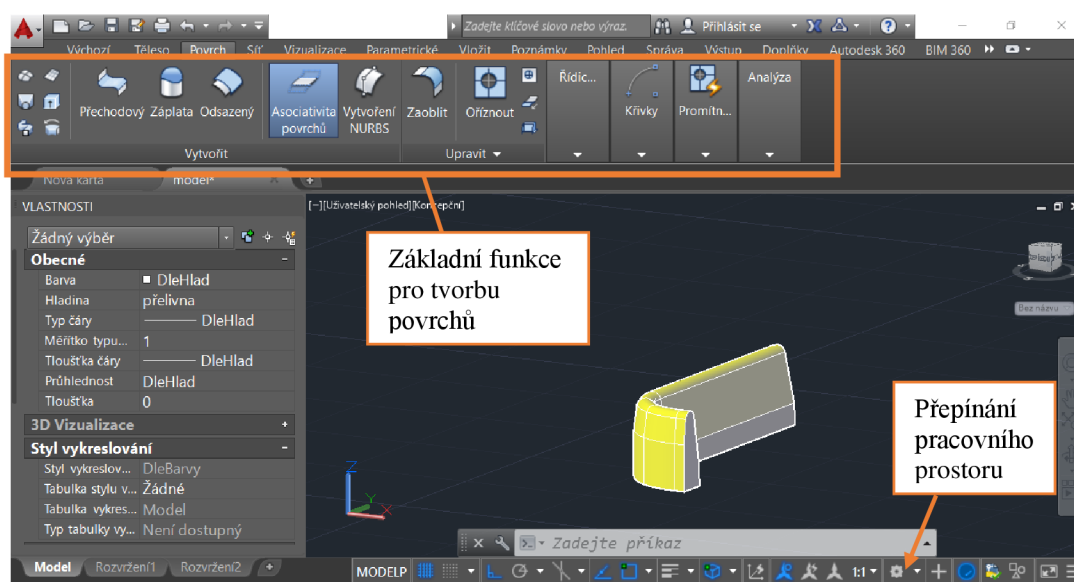 Zadejte klíčové slovo nebo výraz.
Přihlásit se
Výchozí Těleso Povrch Síť Vizualizace Parametrické Vložit Poznámky Pohled Správa Výstup Doplňky Autodesk 360 BIM 360
Přechodový Záplata Odsazený Asociativita povrchů Vytvoření NURBS Zaoblit Oříznout Řídic... Křivky Promítn... Analýza
Vytvořit Upravit
Nová karta model* +
VLASTNOSTI
[−][Uživatelský pohled][Koncepční]
Žádný výběr
Základní funkce
pro tvorbu
povrchů
Obecné
Barva DleHlad
Hladina přelivna
Typ čáry DleHlad
Měřítko typu... 1
Tloušťka čáry DleHlad
Průhlednost DleHlad
Tloušťka 0
Bez názvu
3D Vizualizace +
Styl vykreslování
Styl vykreslov... DleBarvy
Tabulka stylu v... Žádné
Tabulka vykres... Model
Typ tabulky vy... Není dostupný
Přepínání
pracovního
prostoru
Z
Y
X
Zadejte příkaz
Model Rozvržení1 Rozvržení2 +
MODELP 1:1